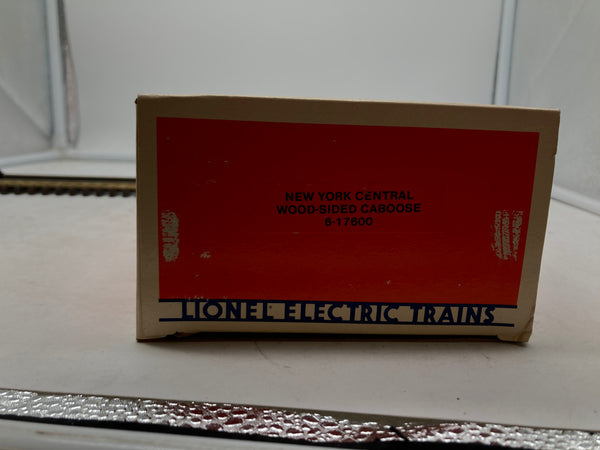 NEW YORK CENTRAL
WOOD-SIDED CABOOSE
6-17600
LIONEL ELECTRIC TRAINS